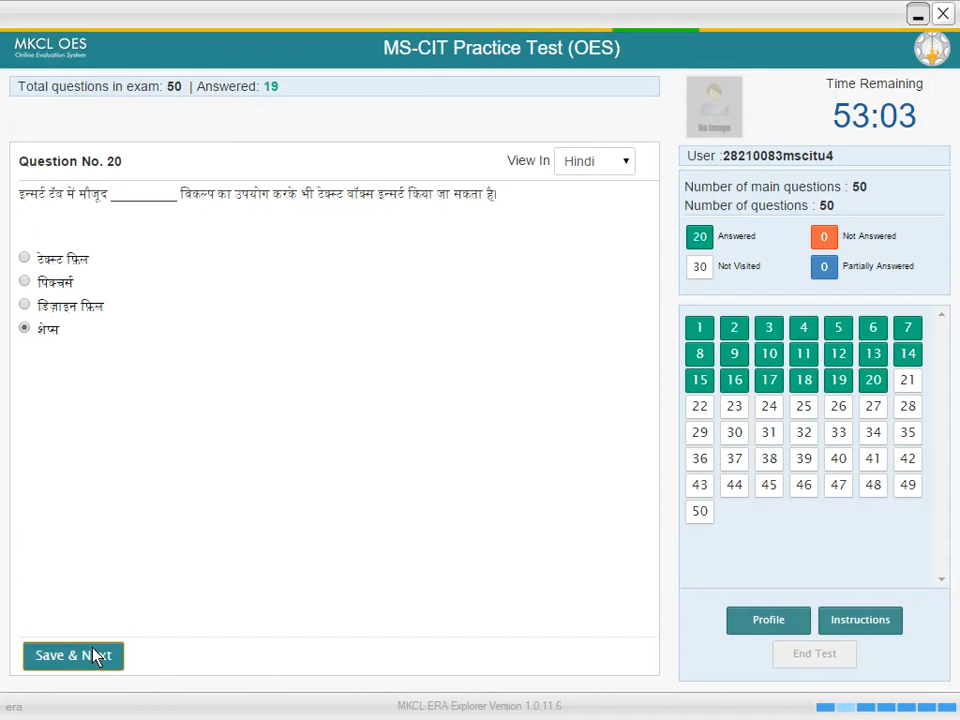 MKCL OES
Online Evaluation System
MS-CIT Practice Test (OES)
Total questions in exam: 50 | Answered: 19
No Image
Time Remaining
53:03
Question No. 20
View In
Hindi
User :28210083mscitu4
इन्सर्ट टॅब में मौजूद __________ विकल्प का उपयोग करके भी टेक्स्ट बॉक्स इन्सर्ट किया जा सकता है।
Number of main questions : 50
Number of questions : 50
20 Answered
0 Not Answered
30 Not Visited
0 Partially Answered
टेक्स्ट फ़िल
पिक्चर्स
डिज़ाइन फ़िल
शेप्स
1 2 3 4 5 6 7
8 9 10 11 12 13 14
15 16 17 18 19 20 21
22 23 24 25 26 27 28
29 30 31 32 33 34 35
36 37 38 39 40 41 42
43 44 45 46 47 48 49
50
Profile
Instructions
Save & Next
End Test
era
MKCL ERA Explorer Version 1.0.11.6